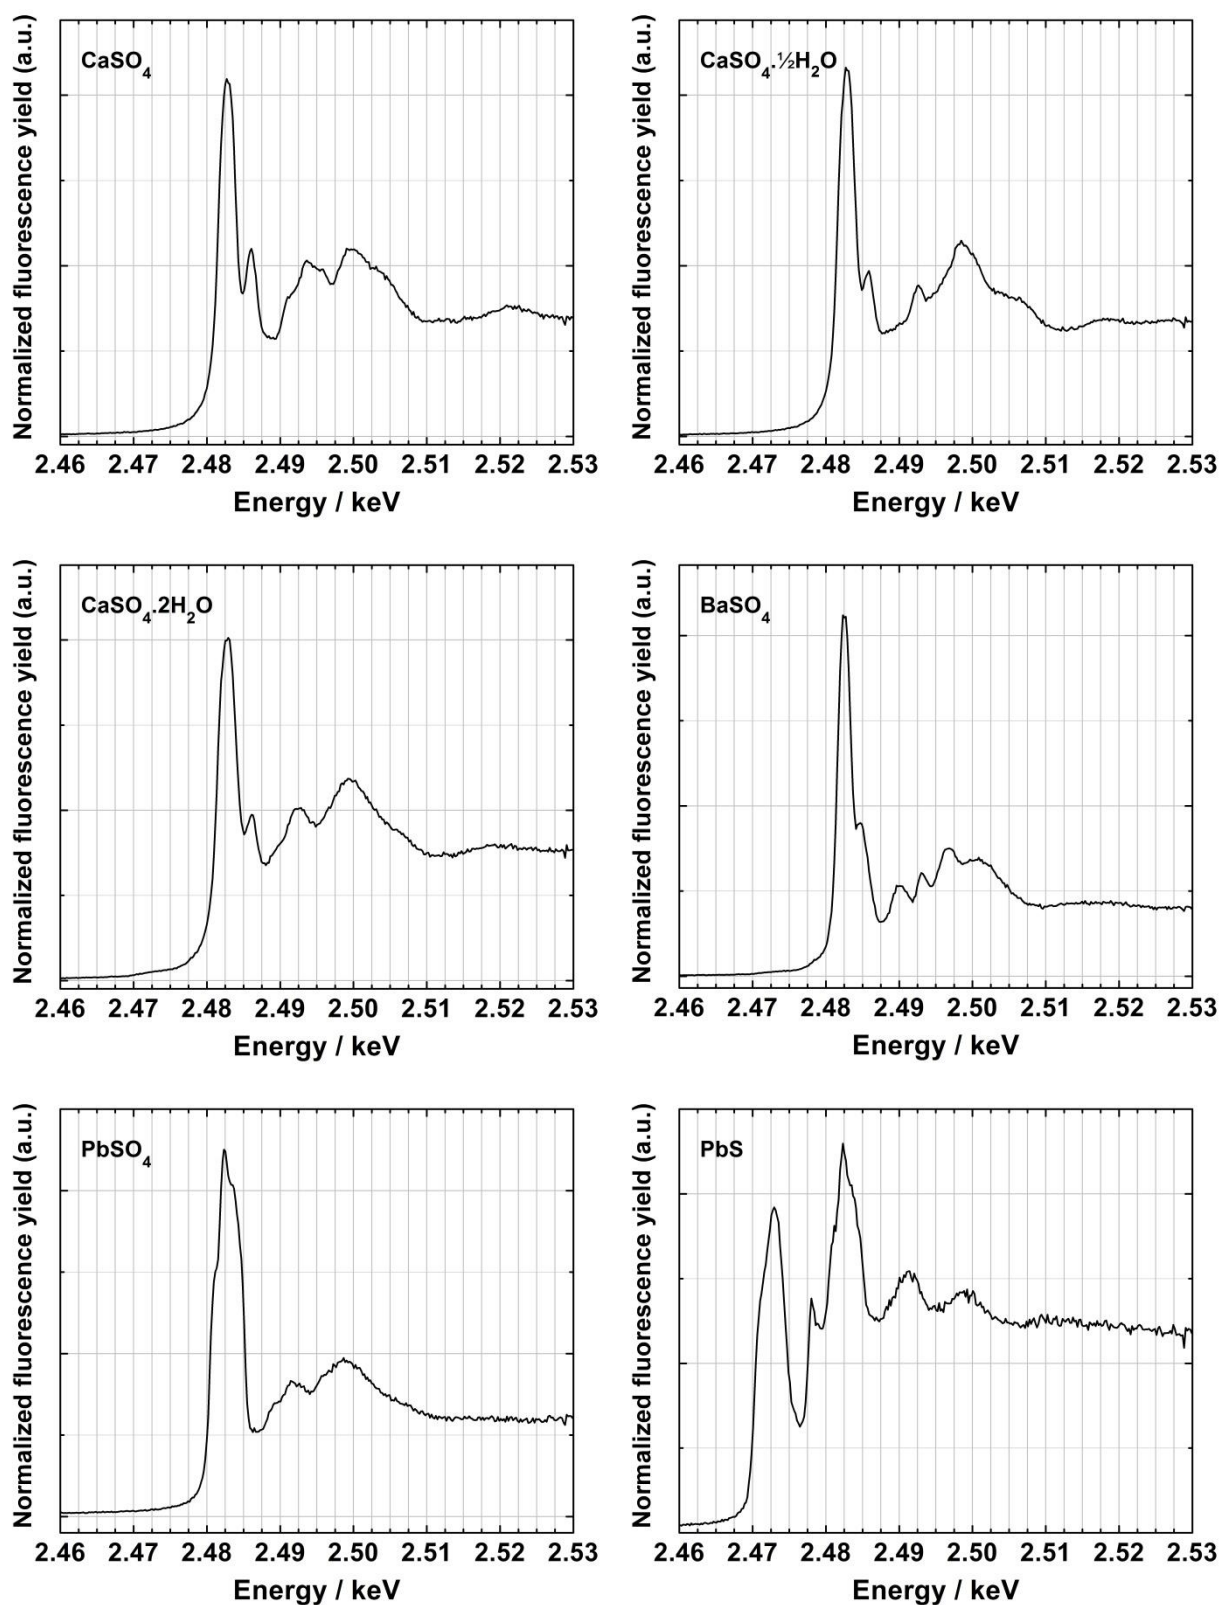 Normalized fluorescence yield (a.u.)
CaSO₄
2.46 2.47 2.48 2.49 2.50 2.51 2.52 2.53
Energy / keV
Normalized fluorescence yield (a.u.)
CaSO₄.½H₂O
2.46 2.47 2.48 2.49 2.50 2.51 2.52 2.53
Energy / keV
Normalized fluorescence yield (a.u.)
CaSO₄.2H₂O
2.46 2.47 2.48 2.49 2.50 2.51 2.52 2.53
Energy / keV
Normalized fluorescence yield (a.u.)
BaSO₄
2.46 2.47 2.48 2.49 2.50 2.51 2.52 2.53
Energy / keV
Normalized fluorescence yield (a.u.)
PbSO₄
2.46 2.47 2.48 2.49 2.50 2.51 2.52 2.53
Energy / keV
Normalized fluorescence yield (a.u.)
PbS
2.46 2.47 2.48 2.49 2.50 2.51 2.52 2.53
Energy / keV